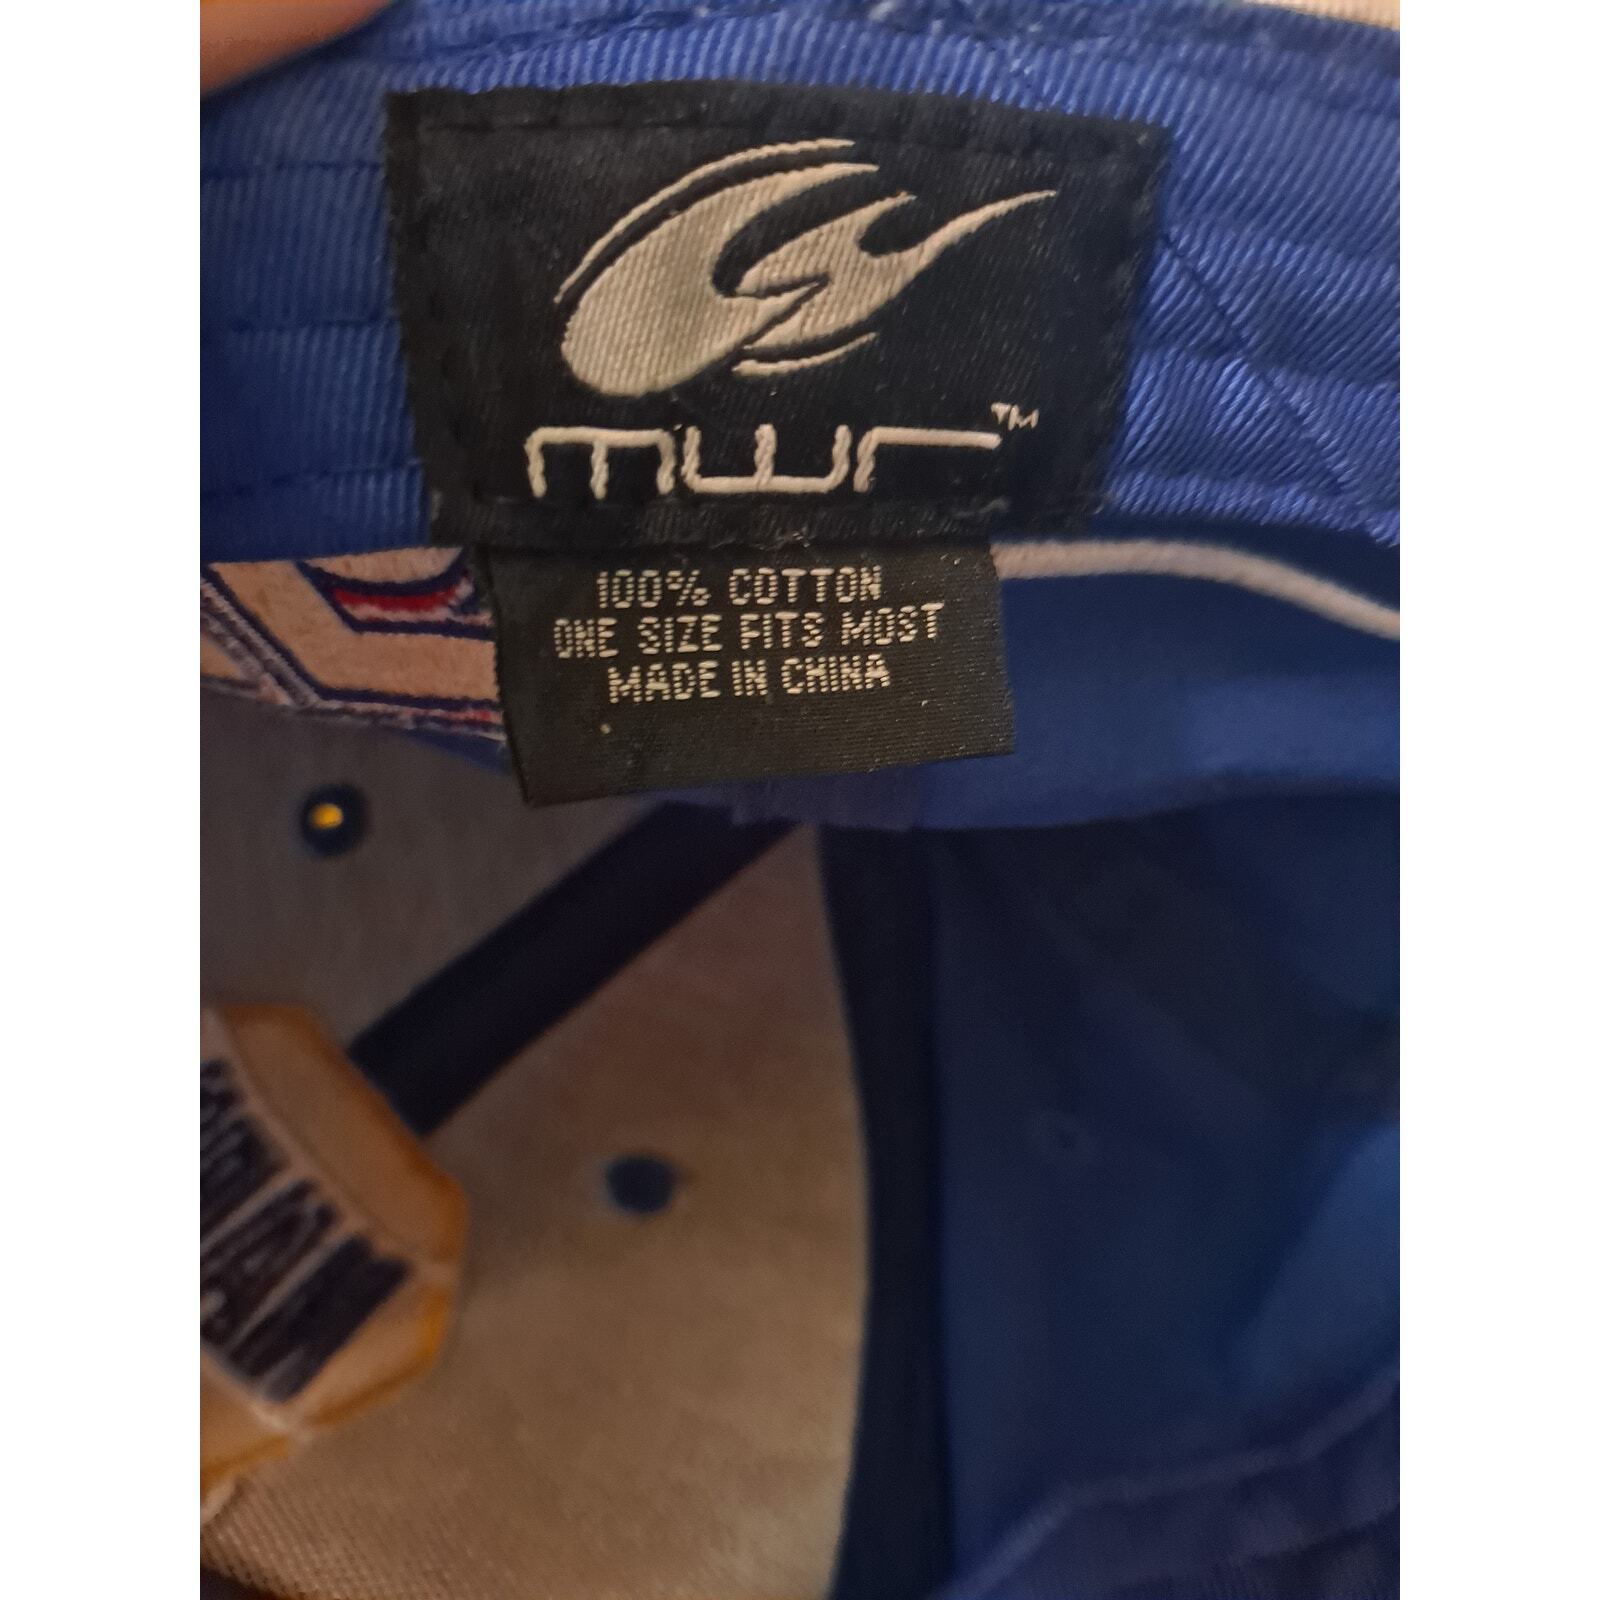 mwr™
100% COTTON
ONE SIZE FITS MOST
MADE IN CHINA